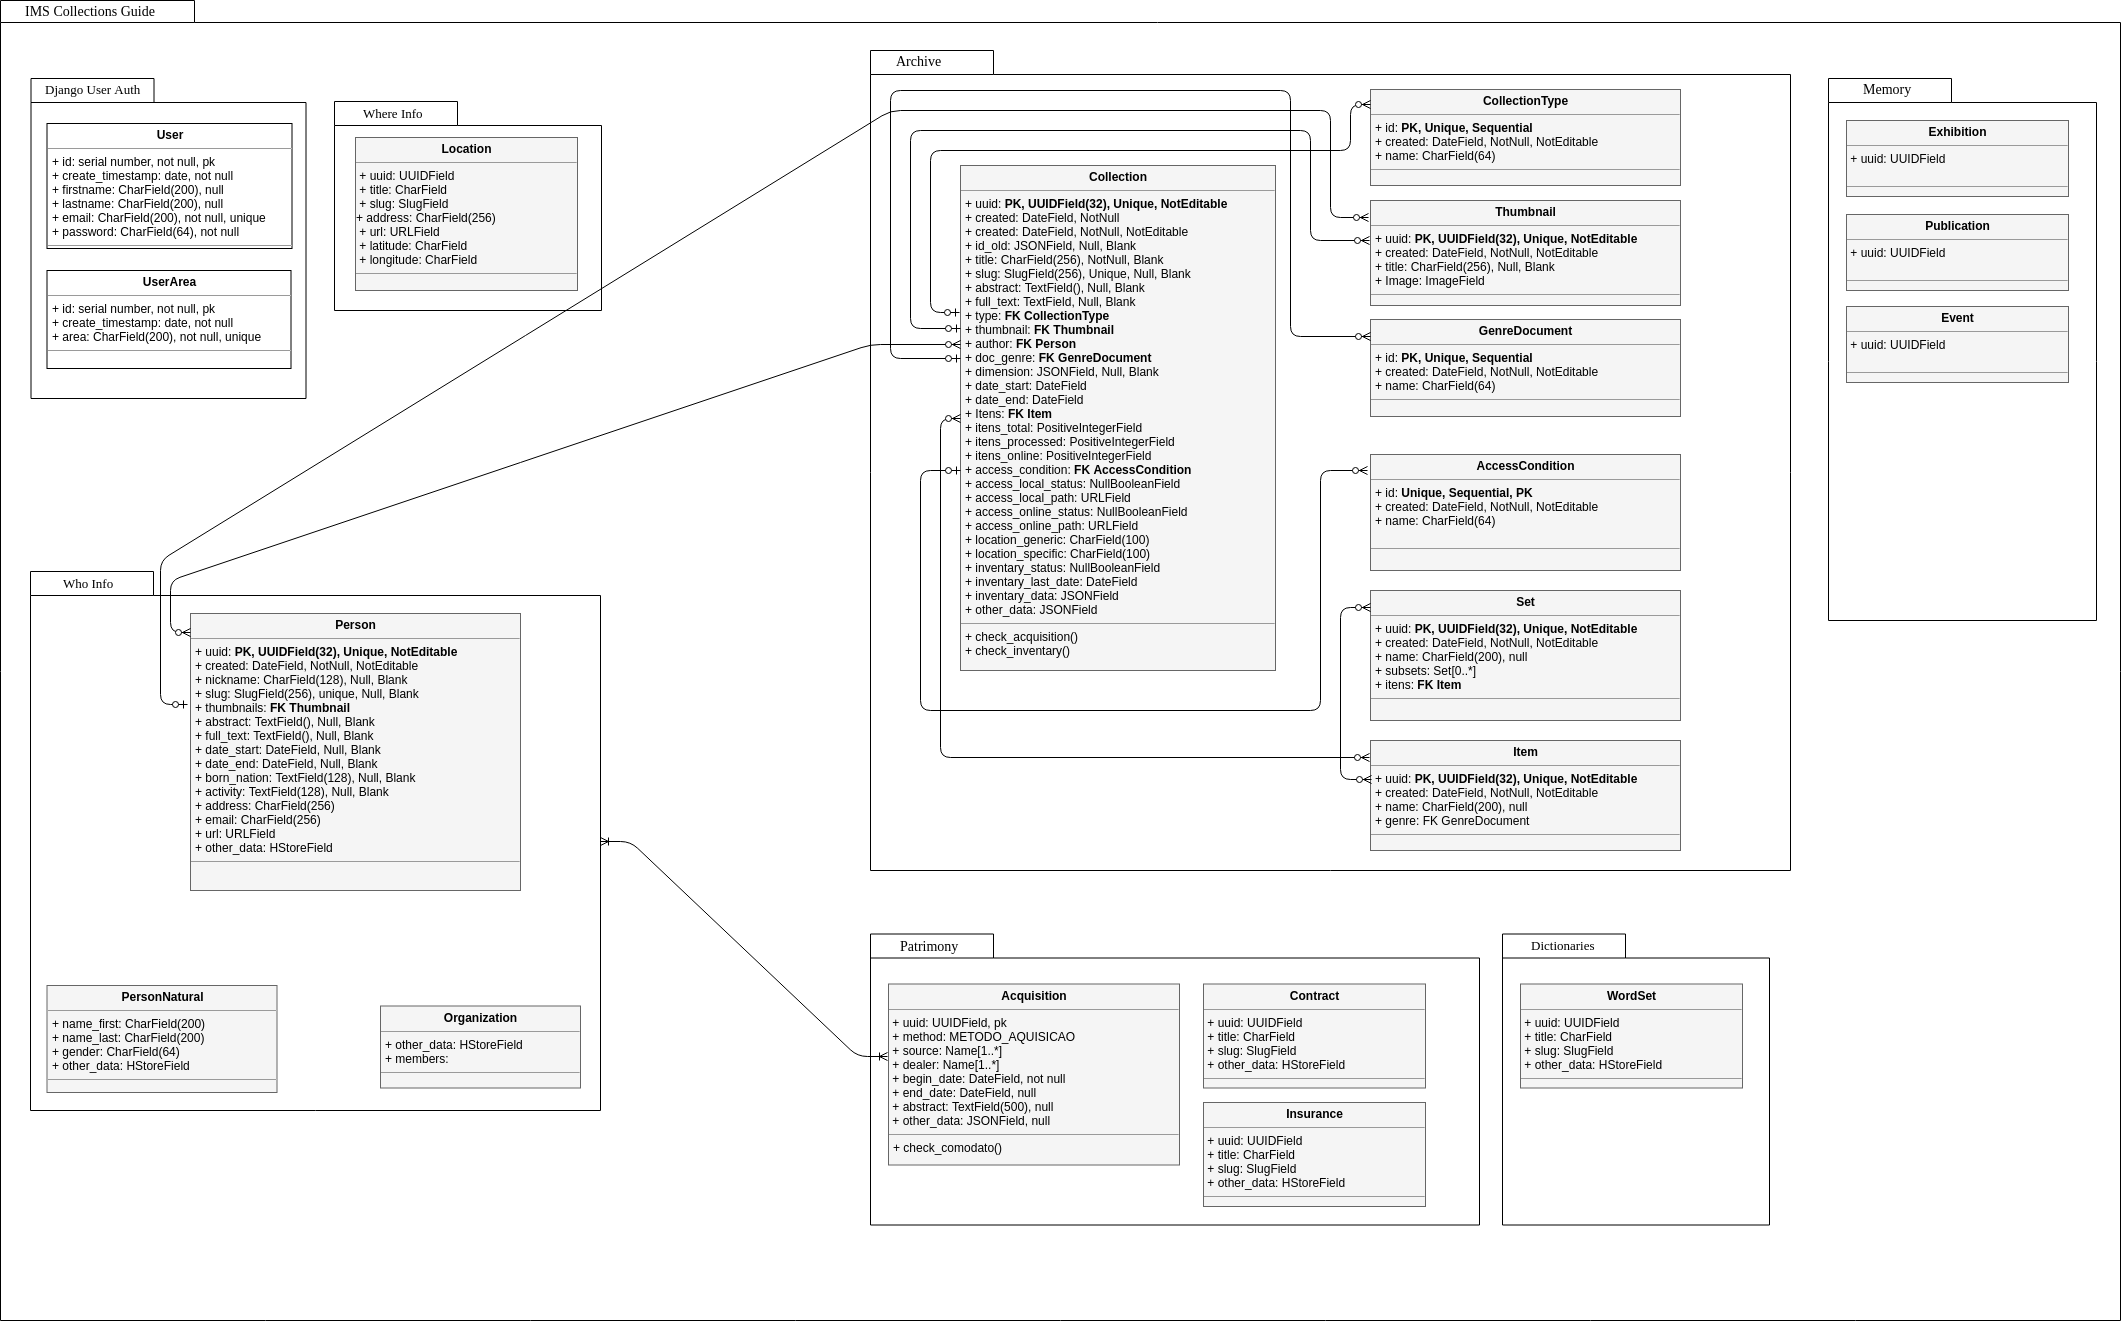 IMS Collections Guide
Django User Auth
User
+ id: serial number, not null, pk
+ create_timestamp: date, not null
+ firstname: CharField(200), null
+ lastname: CharField(200), null
+ email: CharField(200), not null, unique
+ password: CharField(64), not null
UserArea
+ id: serial number, not null, pk
+ create_timestamp: date, not null
+ area: CharField(200), not null, unique
Where Info
Location
+ uuid: UUIDField
+ title: CharField
+ slug: SlugField
+ address: CharField(256)
+ url: URLField
+ latitude: CharField
+ longitude: CharField
Archive
Collection
+ uuid: PK, UUIDField(32), Unique, NotEditable
+ created: DateField, NotNull
+ created: DateField, NotNull, NotEditable
+ id_old: JSONField, Null, Blank
+ title: CharField(256), NotNull, Blank
+ slug: SlugField(256), Unique, Null, Blank
+ abstract: TextField(), Null, Blank
+ full_text: TextField, Null, Blank
+ type: FK CollectionType
+ thumbnail: FK Thumbnail
+ author: FK Person
+ doc_genre: FK GenreDocument
+ dimension: JSONField, Null, Blank
+ date_start: DateField
+ date_end: DateField
+ Itens: FK Item
+ itens_total: PositiveIntegerField
+ itens_processed: PositiveIntegerField
+ itens_online: PositiveIntegerField
+ access_condition: FK AccessCondition
+ access_local_status: NullBooleanField
+ access_local_path: URLField
+ access_online_status: NullBooleanField
+ access_online_path: URLField
+ location_generic: CharField(100)
+ location_specific: CharField(100)
+ inventory_status: NullBooleanField
+ inventory_last_date: DateField
+ inventory_data: JSONField
+ other_data: JSONField
+ check_acquisition()
+ check_inventory()
CollectionType
+ id: PK, Unique, Sequential
+ created: DateField, NotNull, NotEditable
+ name: CharField(64)
Thumbnail
+ uuid: PK, UUIDField(32), Unique, NotEditable
+ created: DateField, NotNull, NotEditable
+ title: CharField(256), Null, Blank
+ Image: ImageField
GenreDocument
+ id: PK, Unique, Sequential
+ created: DateField, NotNull, NotEditable
+ name: CharField(64)
AccessCondition
+ id: Unique, Sequential, PK
+ created: DateField, NotNull, NotEditable
+ name: CharField(64)
Set
+ uuid: PK, UUIDField(32), Unique, NotEditable
+ created: DateField, NotNull, NotEditable
+ name: CharField(200), null
+ subsets: Set[0..*]
+ itens: FK Item
Item
+ uuid: PK, UUIDField(32), Unique, NotEditable
+ created: DateField, NotNull, NotEditable
+ name: CharField(200), null
+ genre: FK GenreDocument
Memory
Exhibition
+ uuid: UUIDField
Publication
+ uuid: UUIDField
Event
+ uuid: UUIDField
Who Info
Person
+ uuid: PK, UUIDField(32), Unique, NotEditable
+ created: DateField, NotNull, NotEditable
+ nickname: CharField(128), Null, Blank
+ slug: SlugField(256), unique, Null, Blank
+ thumbnails: FK Thumbnail
+ abstract: TextField(), Null, Blank
+ full_text: TextField(), Null, Blank
+ date_start: DateField, Null, Blank
+ date_end: DateField, Null, Blank
+ born_nation: TextField(128), Null, Blank
+ activity: TextField(128), Null, Blank
+ address: CharField(256)
+ email: CharField(256)
+ url: URLField
+ other_data: HStoreField
PersonNatural
+ name_first: CharField(200)
+ name_last: CharField(200)
+ gender: CharField(64)
+ other_data: HStoreField
Organization
+ other_data: HStoreField
+ members:
Patrimony
Acquisition
+ uuid: UUIDField, pk
+ method: METODO_AQUISICAO
+ source: Name[1..*]
+ dealer: Name[1..*]
+ begin_date: DateField, not null
+ end_date: DateField, null
+ abstract: TextField(500), null
+ other_data: JSONField, null
+ check_comodato()
Contract
+ uuid: UUIDField
+ title: CharField
+ slug: SlugField
+ other_data: HStoreField
Insurance
+ uuid: UUIDField
+ title: CharField
+ slug: SlugField
+ other_data: HStoreField
Dictionaries
WordSet
+ uuid: UUIDField
+ title: CharField
+ slug: SlugField
+ other_data: HStoreField